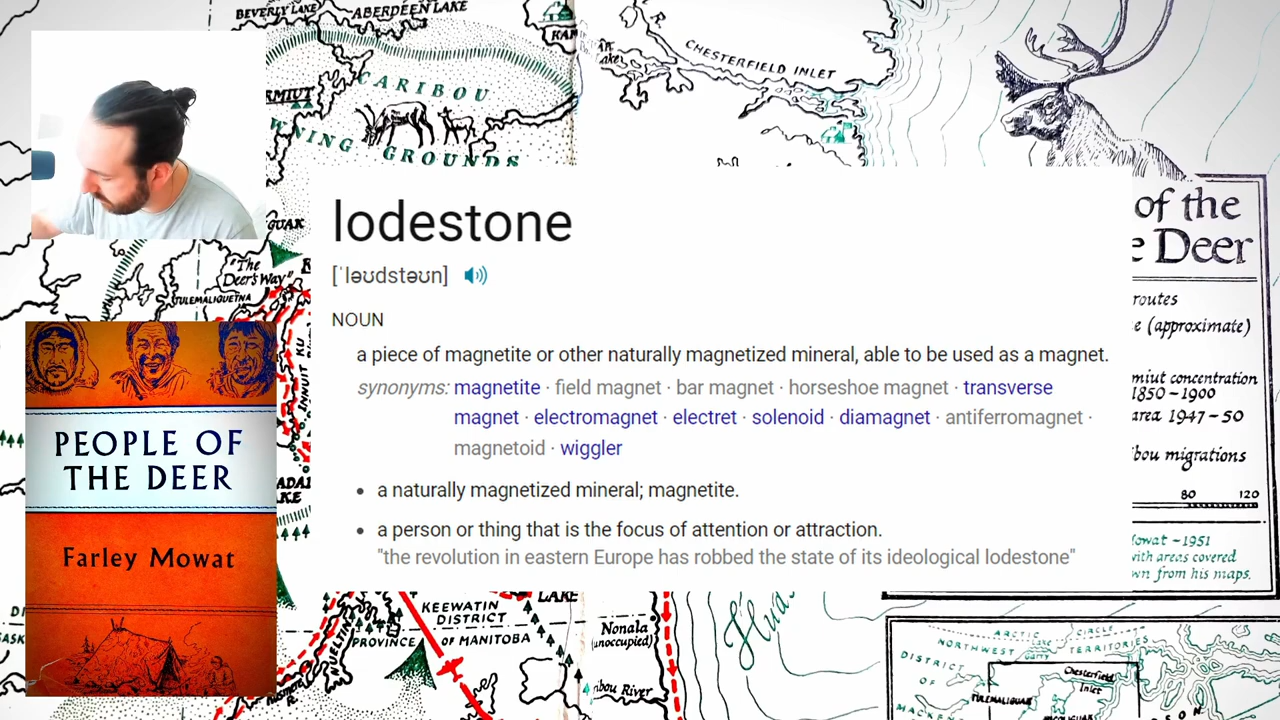 BEVERLY LAKE
ABERDEEN LAKE
CHESTERFIELD INLET
CARIBOU
GROUNDS
"The
Deer's Way"
TULEMALIGUETNA
lodestone
[ˈləʊdstəʊn]
NOUN
a piece of magnetite or other naturally magnetized mineral, able to be used as a magnet.
synonyms: magnetite · field magnet · bar magnet · horseshoe magnet · transverse
magnet · electromagnet · electret · solenoid · diamagnet · antiferromagnet ·
magnetoid · wiggler
a naturally magnetized mineral; magnetite.
a person or thing that is the focus of attention or attraction.
"the revolution in eastern Europe has robbed the state of its ideological lodestone"
of the
Deer
routes
(approximate)
concentration
1850-1900
area 1947-50
migrations
80 120
-1951
with areas covered
from his maps.
PEOPLE OF
THE DEER
Farley Mowat
LAKE
KEEWATIN
DISTRICT
PROVINCE OF MANITOBA
Nonala
(unoccupied)
River
ARCTIC CIRCLE
NORTHWEST TERRITORIES
DISTRICT
OF
Chesterfield
Inlet